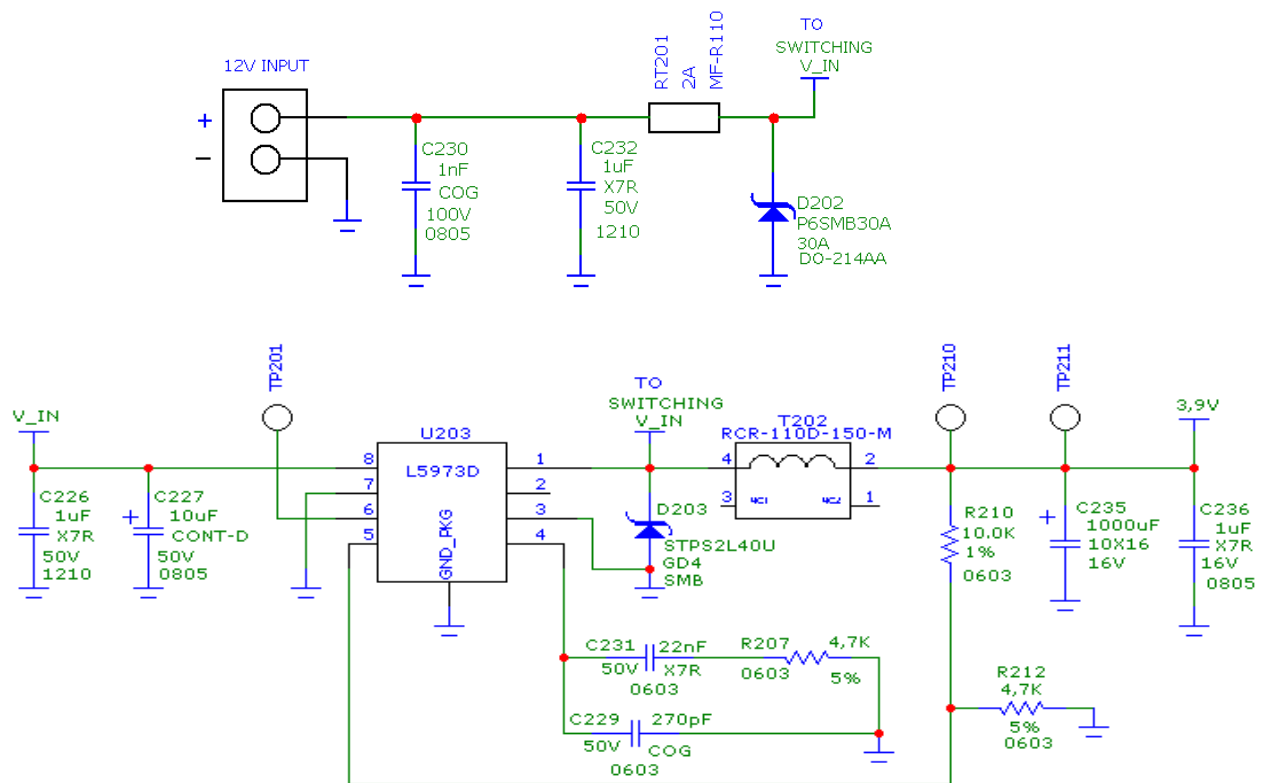 TO
SWITCHING
V_IN
12V INPUT
RT201
2A
MF-R110
+
−
C230
1nF
COG
100V
0805
C232
1uF
X7R
50V
1210
D202
P6SMB30A
30A
DO-214AA
TP201
TP210
TP211
V_IN
U203
L5973D
GND_PKG
8
7
6
5
1
2
3
4
TO
SWITCHING
V_IN
T202
RCR-110D-150-M
4
2
3
1
NC1
NC2
3,9V
C226
1uF
X7R
50V
1210
+
C227
10uF
CONT-D
50V
0805
D203
STPS2L40U
GD4
SMB
R210
10.0K
1%
0603
+
C235
1000uF
10X16
16V
C236
1uF
X7R
16V
0805
C231
22nF
50V
X7R
0603
R207
4,7K
0603
5%
C229
270pF
50V
COG
0603
R212
4,7K
5%
0603